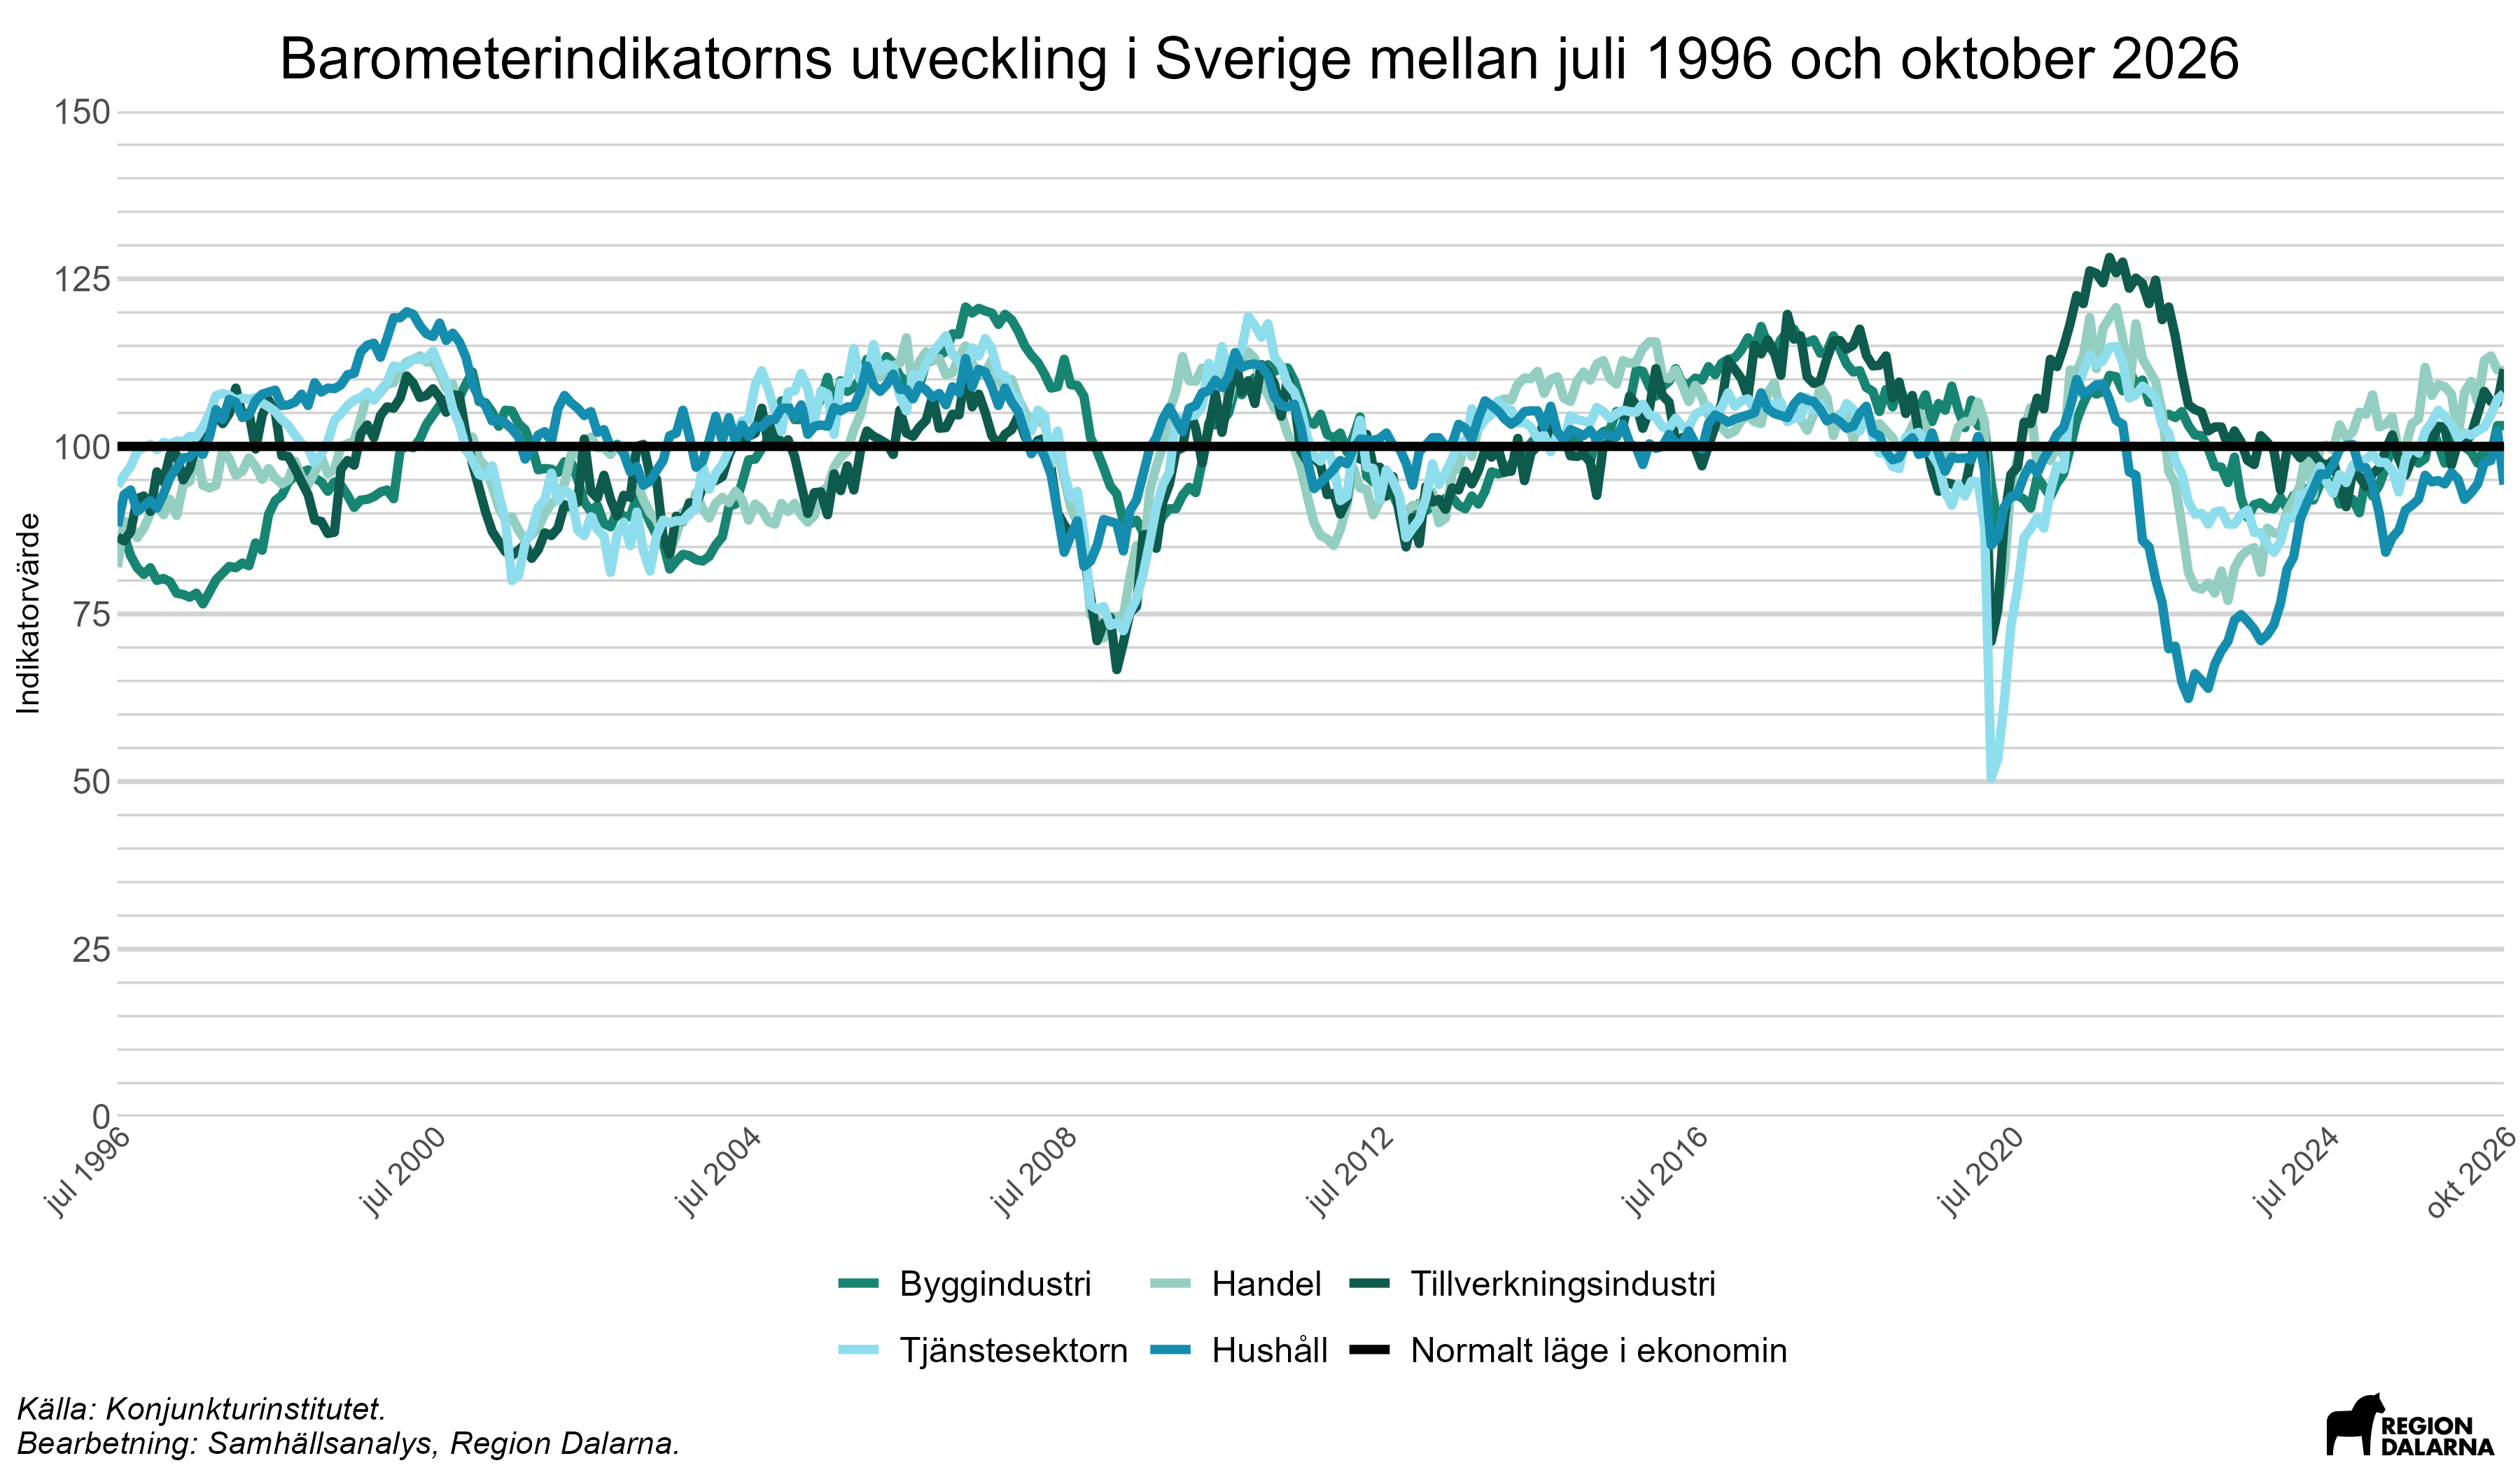 Barometerindikatorns utveckling i Sverige mellan juli 1996 och oktober 2026
150
125
100
75
50
25
0
Indikatorvärde
jul 1996
jul 2000
jul 2004
jul 2008
jul 2012
jul 2016
jul 2020
jul 2024
okt 2026
Byggindustri
Handel
Tillverkningsindustri
Tjänstesektorn
Hushåll
Normalt läge i ekonomin
Källa: Konjunkturinstitutet.
Bearbetning: Samhällsanalys, Region Dalarna.
REGION
DALARNA